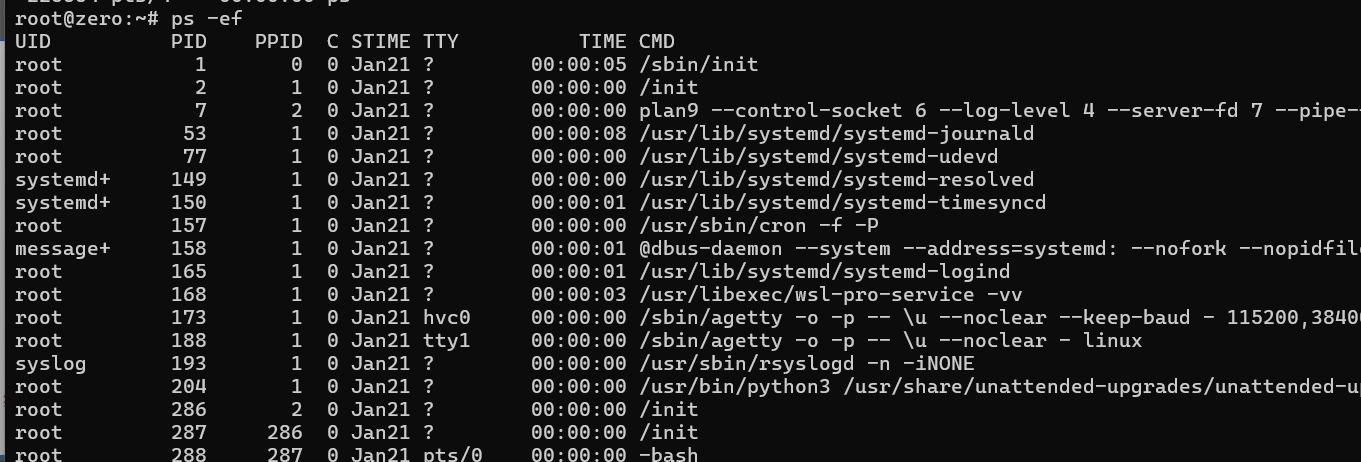 root@zero:~# ps -ef
UID          PID    PPID  C STIME TTY          TIME CMD
root           1       0  0 Jan21 ?        00:00:05 /sbin/init
root           2       1  0 Jan21 ?        00:00:00 /init
root           7       2  0 Jan21 ?        00:00:00 plan9 --control-socket 6 --log-level 4 --server-fd 7 --pipe-
root          53       1  0 Jan21 ?        00:00:08 /usr/lib/systemd/systemd-journald
root          77       1  0 Jan21 ?        00:00:00 /usr/lib/systemd/systemd-udevd
systemd+     149       1  0 Jan21 ?        00:00:00 /usr/lib/systemd/systemd-resolved
systemd+     150       1  0 Jan21 ?        00:00:01 /usr/lib/systemd/systemd-timesyncd
root         157       1  0 Jan21 ?        00:00:00 /usr/sbin/cron -f -P
message+     158       1  0 Jan21 ?        00:00:01 @dbus-daemon --system --address=systemd: --nofork --nopidfile
root         165       1  0 Jan21 ?        00:00:01 /usr/lib/systemd/systemd-logind
root         168       1  0 Jan21 ?        00:00:03 /usr/libexec/wsl-pro-service -vv
root         173       1  0 Jan21 hvc0     00:00:00 /sbin/agetty -o -p -- \u --noclear --keep-baud - 115200,38400
root         188       1  0 Jan21 tty1     00:00:00 /sbin/agetty -o -p -- \u --noclear - linux
syslog       193       1  0 Jan21 ?        00:00:00 /usr/sbin/rsyslogd -n -iNONE
root         204       1  0 Jan21 ?        00:00:00 /usr/bin/python3 /usr/share/unattended-upgrades/unattended-up
root         286       2  0 Jan21 ?        00:00:00 /init
root         287     286  0 Jan21 ?        00:00:00 /init
root         288     287  0 Jan21 pts/0    00:00:00 -bash